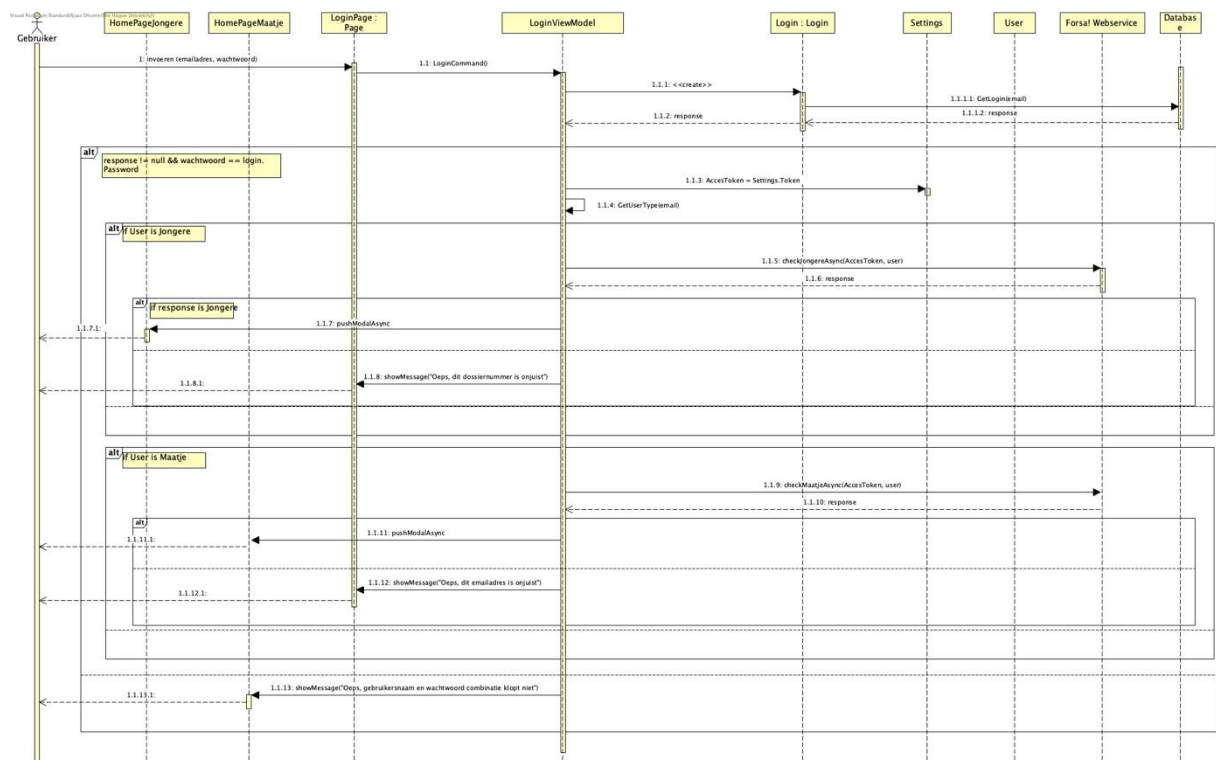 Gebruiker
HomePageJongere
HomePageMaatje
LoginPage :
Page
LoginViewModel
Login : Login
Settings
User
Forsa! Webservice
Databas
e
1: invoeren (emailadres, wachtwoord)
1.1: LoginCommand()
1.1.1: <<create>>
1.1.1.1: GetLogin(email)
1.1.1.2: response
1.1.2: response
alt
response != null && wachtwoord == login.
Password
1.1.3: AccesToken = Settings.Token
1.1.4: GetUserType(email)
alt
if User is Jongere
1.1.5: checkJongereAsync(AccesToken, user)
1.1.6: response
alt
if response is Jongere
1.1.7: pushModalAsync
1.1.7.1:
1.1.8: showMessage("Oeps, dit dossiernummer is onjuist")
1.1.8.1:
alt
if User is Maatje
1.1.9: checkMaatjeAsync(AccesToken, user)
1.1.10: response
alt
1.1.11: pushModalAsync
1.1.11.1:
1.1.12: showMessage("Oeps, dit emailadres is onjuist")
1.1.12.1:
1.1.13: showMessage("Oeps, gebruikersnaam en wachtwoord combinatie klopt niet")
1.1.13.1: